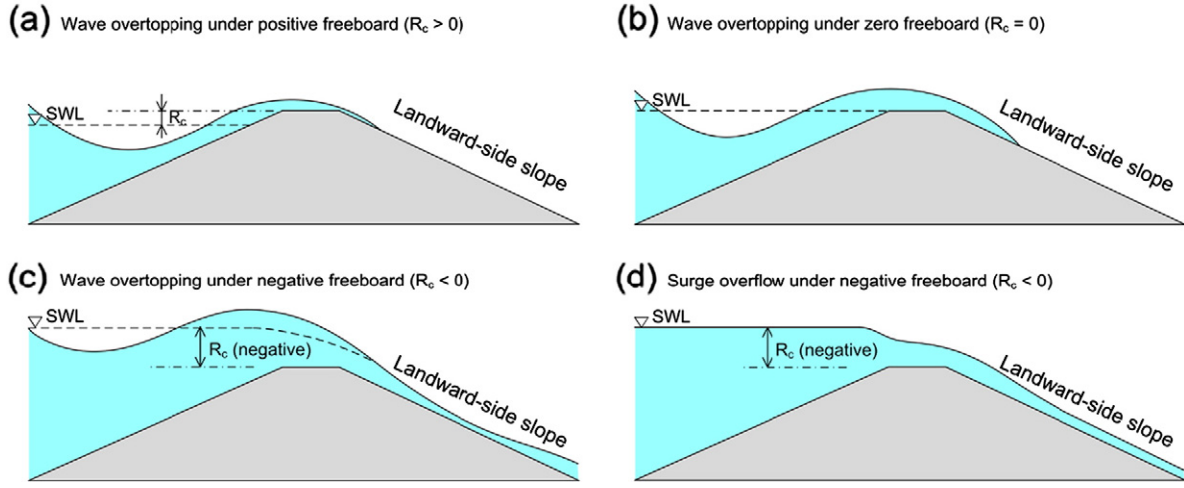 (a) Wave overtopping under positive freeboard (Rc > 0)
SWL
Rc
Landward-side slope
(b) Wave overtopping under zero freeboard (Rc = 0)
SWL
Landward-side slope
(c) Wave overtopping under negative freeboard (Rc < 0)
SWL
Rc (negative)
Landward-side slope
(d) Surge overflow under negative freeboard (Rc < 0)
SWL
Rc (negative)
Landward-side slope